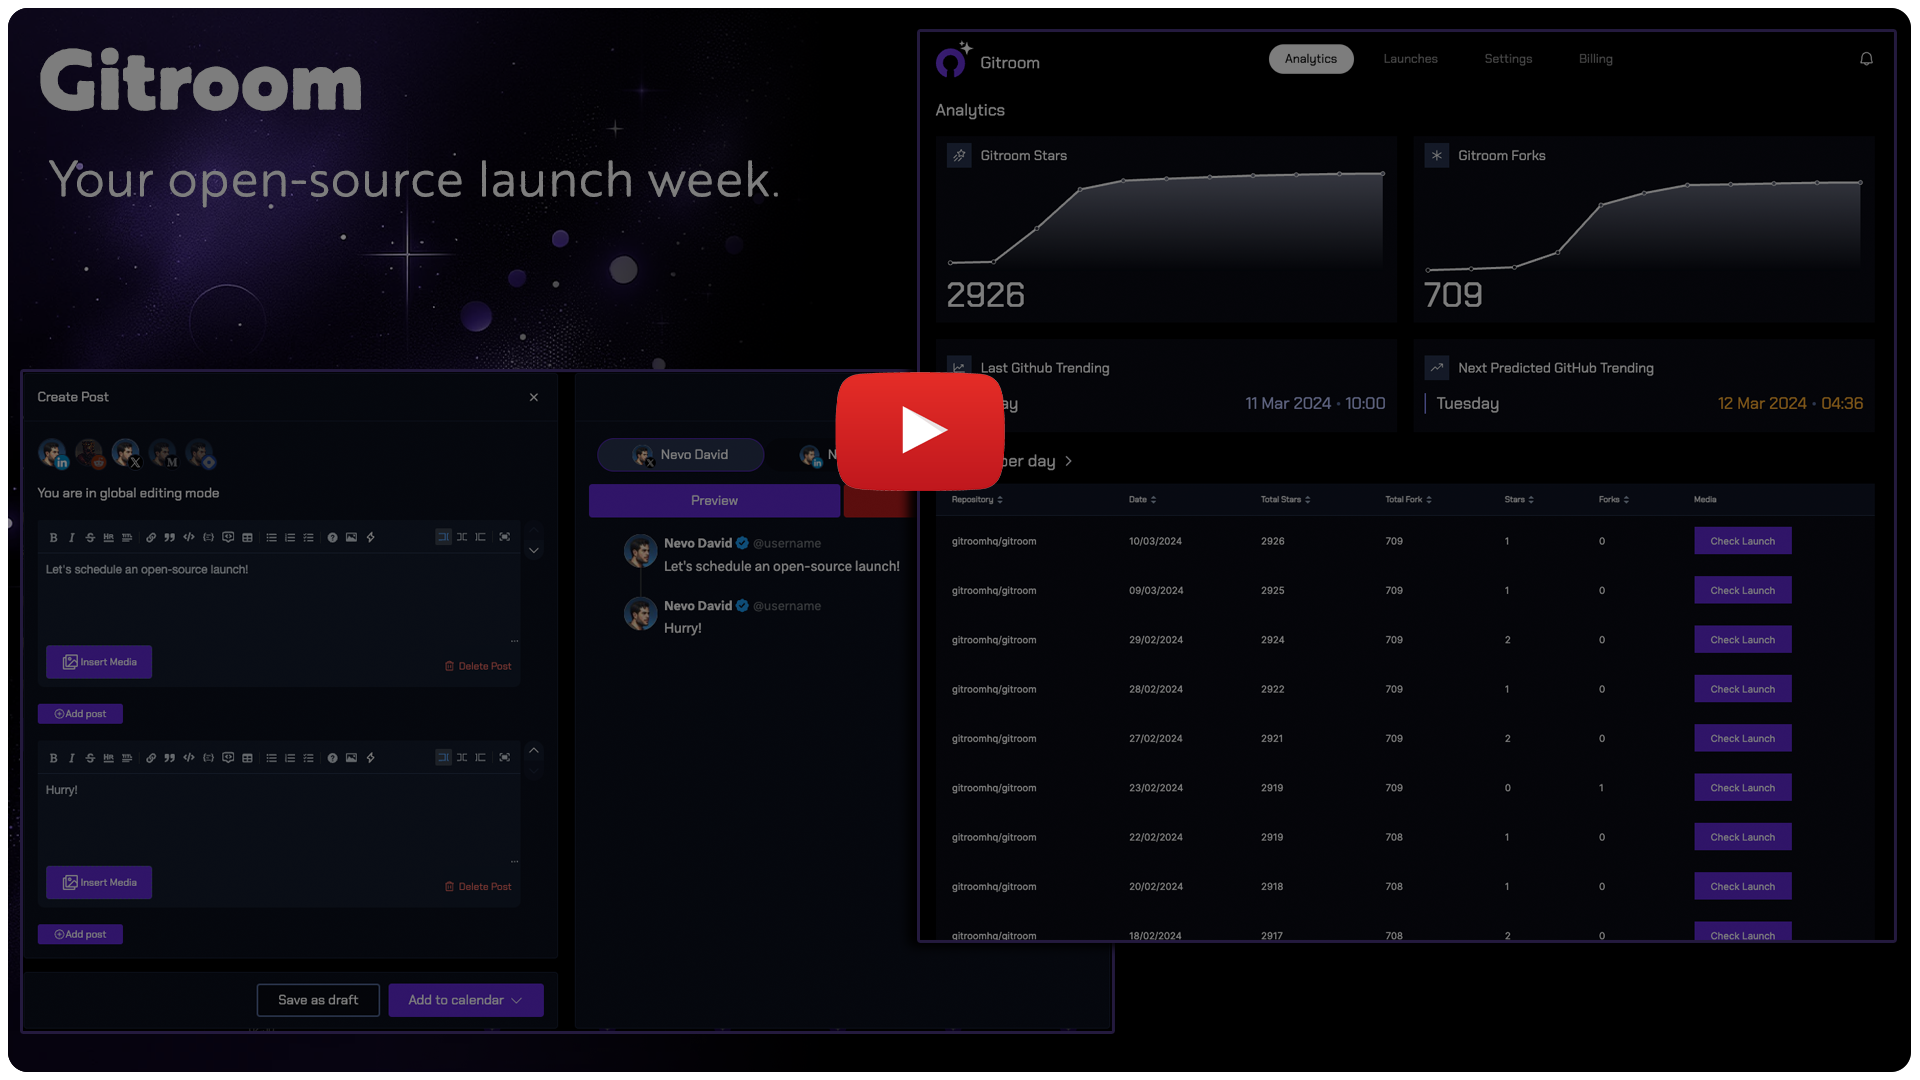 Gitroom
Your open-source launch week.
Create Post
You are in global editing mode
Let's schedule an open-source launch!
Insert Media
Delete Post
Add post
Hurry!
Insert Media
Delete Post
Add post
Save as draft
Add to calendar
Nevo David
N
Preview
Nevo David @username
Let's schedule an open-source launch!
Nevo David @username
Hurry!
Gitroom
Analytics Launches Settings Billing
Analytics
Gitroom Stars
2926
Gitroom Forks
709
Last Github Trending
ay 11 Mar 2024 • 10:00
Next Predicted GitHub Trending
Tuesday 12 Mar 2024 • 04:36
per day
Repository Date Total Stars Total Fork Stars Forks Media
gitroomhq/gitroom 10/03/2024 2926 709 1 0 Check Launch
gitroomhq/gitroom 09/03/2024 2925 709 1 0 Check Launch
gitroomhq/gitroom 29/02/2024 2924 709 2 0 Check Launch
gitroomhq/gitroom 28/02/2024 2922 709 1 0 Check Launch
gitroomhq/gitroom 27/02/2024 2921 709 2 0 Check Launch
gitroomhq/gitroom 23/02/2024 2919 709 0 1 Check Launch
gitroomhq/gitroom 22/02/2024 2919 708 1 0 Check Launch
gitroomhq/gitroom 20/02/2024 2918 708 1 0 Check Launch
gitroomhq/gitroom 18/02/2024 2917 708 2 0 Check Launch